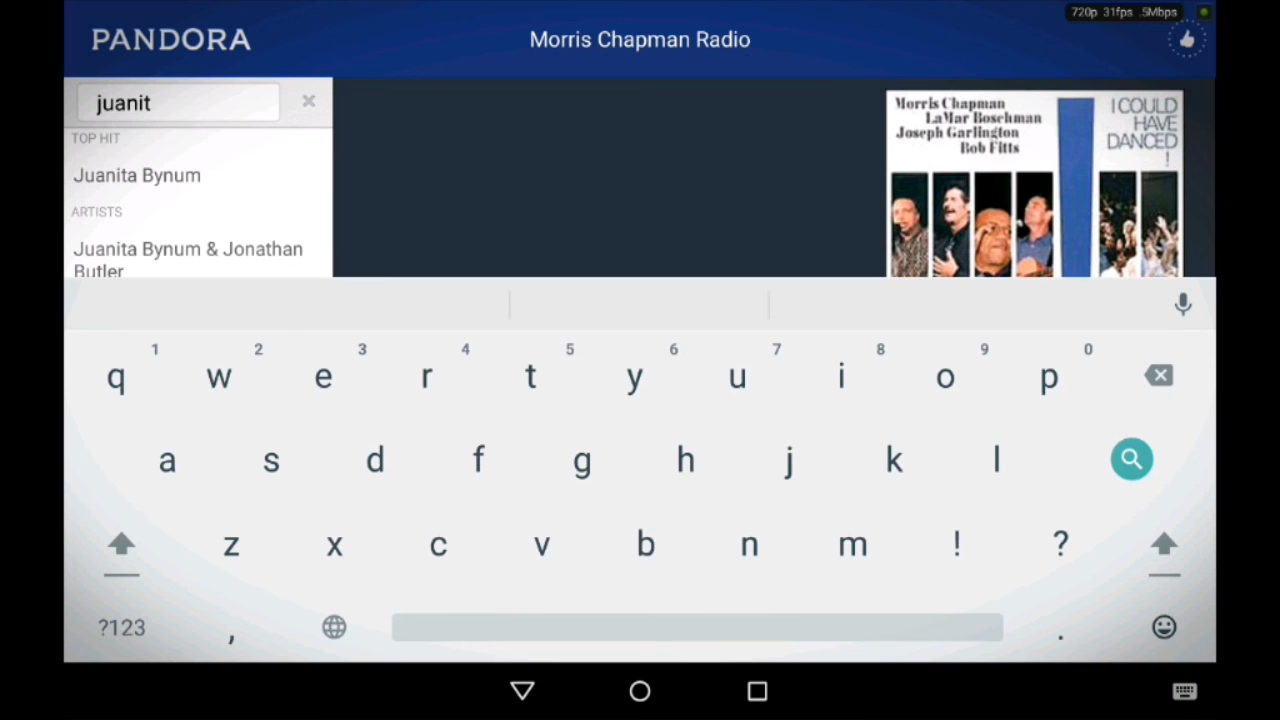 720p 31fps .5Mbps
PANDORA
Morris Chapman Radio
juanit
TOP HIT
Juanita Bynum
ARTISTS
Juanita Bynum & Jonathan
Butler
Morris Chapman
LaMar Boschman
Joseph Garlington
Bob Fitts
I COULD
HAVE
DANCED
!
1 2 3 4 5 6 7 8 9 0
q w e r t y u i o p
a s d f g h j k l
z x c v b n m ! ?
?123 , .